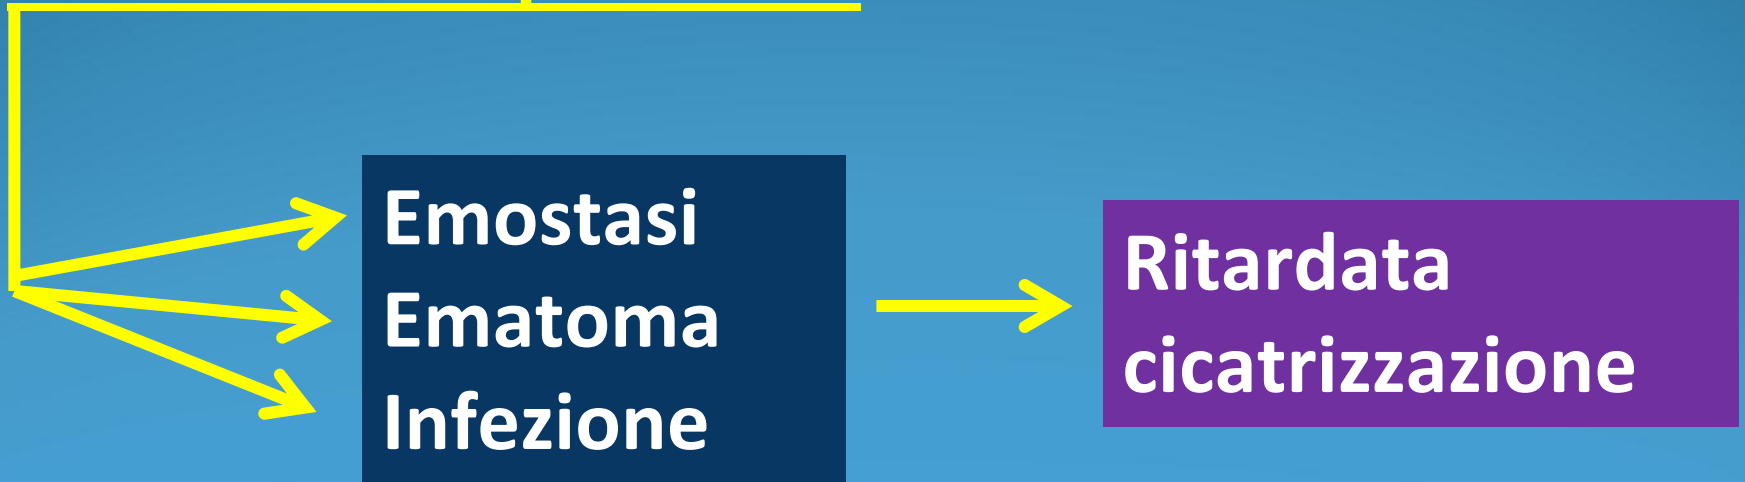 Emostasi
Ematoma
Infezione
Ritardata
cicatrizzazione